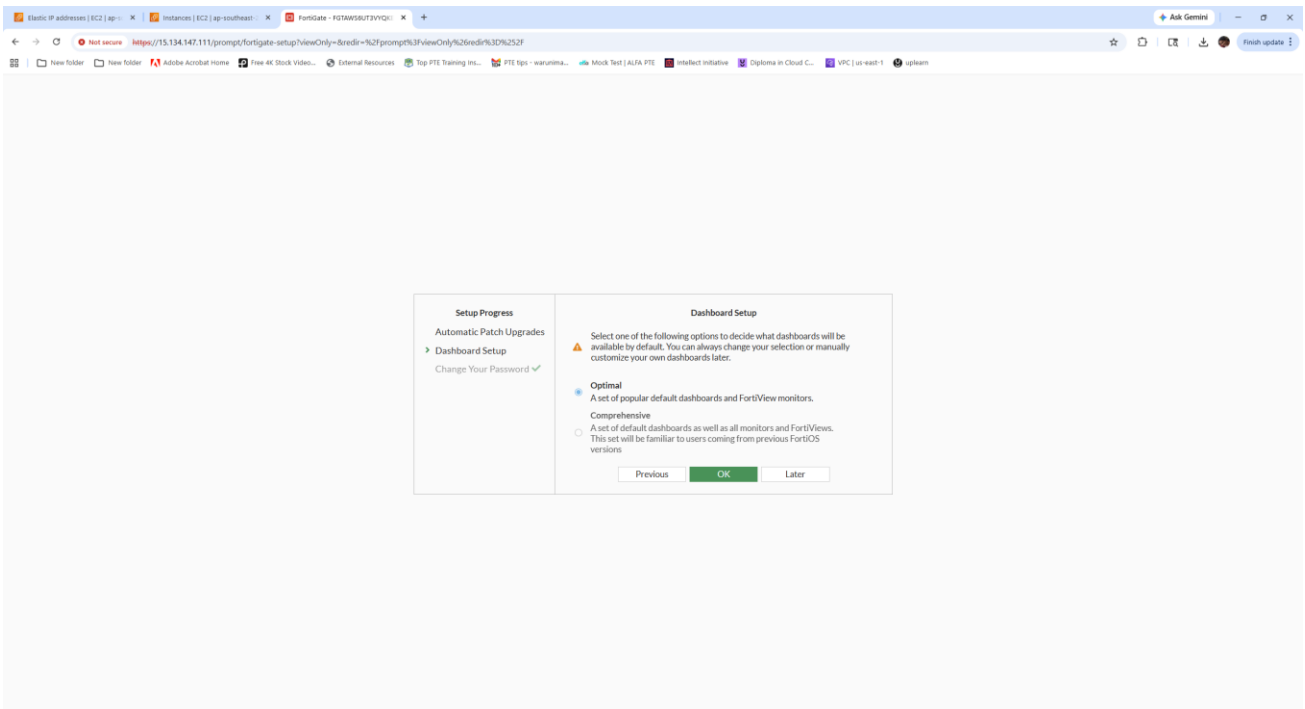 Elastic IP addresses | EC2 | ap-s
Instances | EC2 | ap-southeast-2
FortiGate - FGTAWS6UT3VYQK
Ask Gemini
Not secure https://15.134.147.111/prompt/fortigate-setup?viewOnly=&redir=%2Fprompt%3FviewOnly%26redir%3D%252F
Finish update
New folder New folder Adobe Acrobat Home Free 4K Stock Video... External Resources Top PTE Training Ins... PTE tips - warunima... Mock Test | ALFA PTE Intellect initiative Diploma in Cloud C... VPC | us-east-1 uplearn
Setup Progress
Automatic Patch Upgrades
Dashboard Setup
Change Your Password
Dashboard Setup
Select one of the following options to decide what dashboards will be
available by default. You can always change your selection or manually
customize your own dashboards later.
Optimal
A set of popular default dashboards and FortiView monitors.
Comprehensive
A set of default dashboards as well as all monitors and FortiViews.
This set will be familiar to users coming from previous FortiOS
versions
Previous OK Later